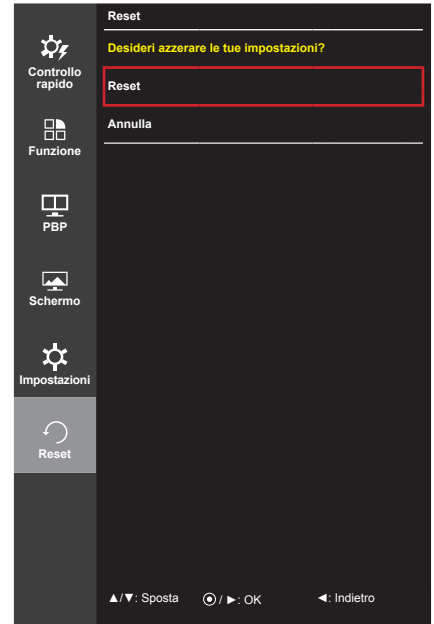 Reset
Desideri azzerare le tue impostazioni?
Reset
Annulla
Controllo
rapido
Funzione
PBP
Schermo
Impostazioni
Reset
▲/▼: Sposta ⦿ / ►: OK ◄: Indietro